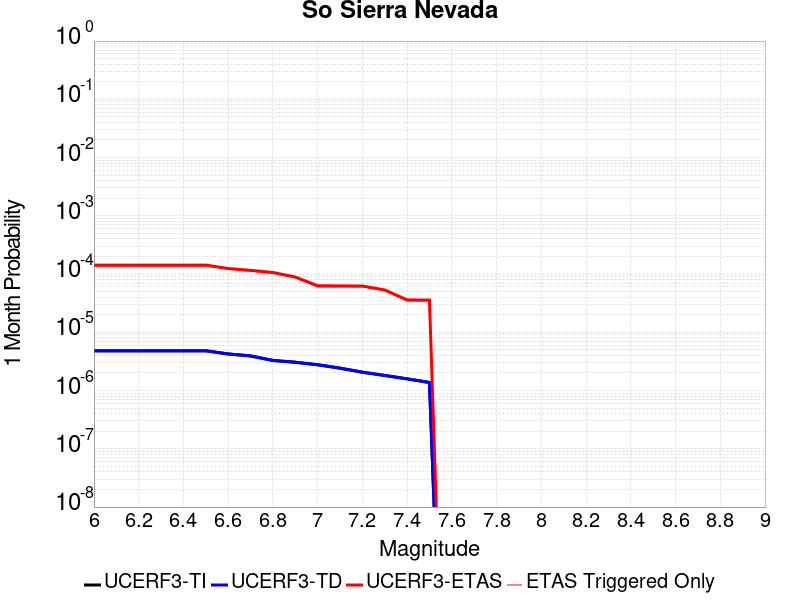 So Sierra Nevada
10^0
10^-1
10^-2
10^-3
10^-4
10^-5
10^-6
10^-7
10^-8
1 Month Probability
6 6.2 6.4 6.6 6.8 7 7.2 7.4 7.6 7.8 8 8.2 8.4 8.6 8.8 9
Magnitude
UCERF3-TI UCERF3-TD UCERF3-ETAS ETAS Triggered Only